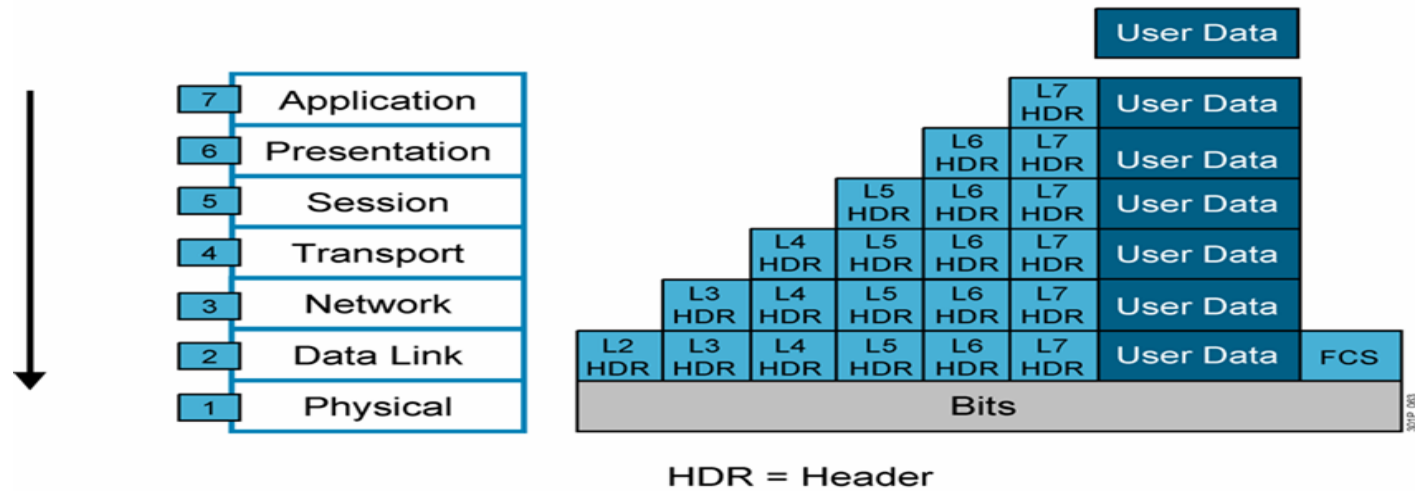 User Data
7 Application L7 HDR User Data
6 Presentation L6 HDR L7 HDR User Data
5 Session L5 HDR L6 HDR L7 HDR User Data
4 Transport L4 HDR L5 HDR L6 HDR L7 HDR User Data
3 Network L3 HDR L4 HDR L5 HDR L6 HDR L7 HDR User Data
2 Data Link L2 HDR L3 HDR L4 HDR L5 HDR L6 HDR L7 HDR User Data FCS
1 Physical Bits
301P_063
HDR = Header